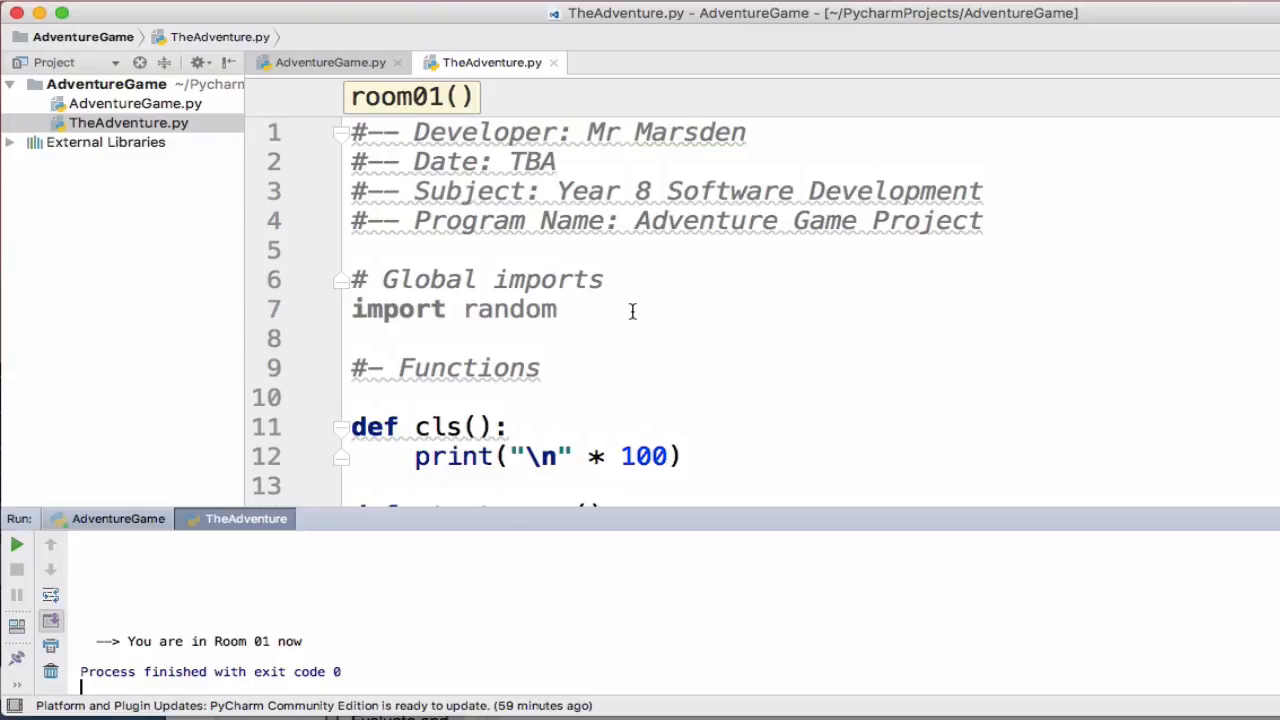 TheAdventure.py - AdventureGame - [~/PycharmProjects/AdventureGame]
AdventureGame TheAdventure.py
Project AdventureGame.py TheAdventure.py
AdventureGame ~/Pycharm
AdventureGame.py
TheAdventure.py
External Libraries
room01()
1 #-- Developer: Mr Marsden
2 #-- Date: TBA
3 #-- Subject: Year 8 Software Development
4 #-- Program Name: Adventure Game Project
5
6 # Global imports
7 import random
8
9 #- Functions
10
11 def cls():
12 print("\n" * 100)
13
Run: AdventureGame TheAdventure
--> You are in Room 01 now
Process finished with exit code 0
Platform and Plugin Updates: PyCharm Community Edition is ready to update. (59 minutes ago)